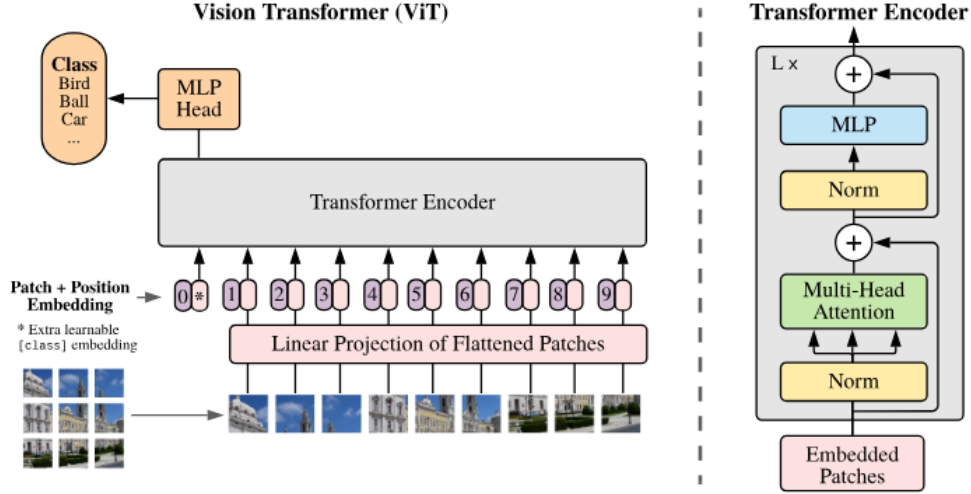 Vision Transformer (ViT)
Class
Bird
Ball
Car
...
MLP
Head
Transformer Encoder
Patch + Position
Embedding
0 * 1 2 3 4 5 6 7 8 9
* Extra learnable
[class] embedding
Linear Projection of Flattened Patches
Transformer Encoder
L x
+
MLP
Norm
+
Multi-Head
Attention
Norm
Embedded
Patches